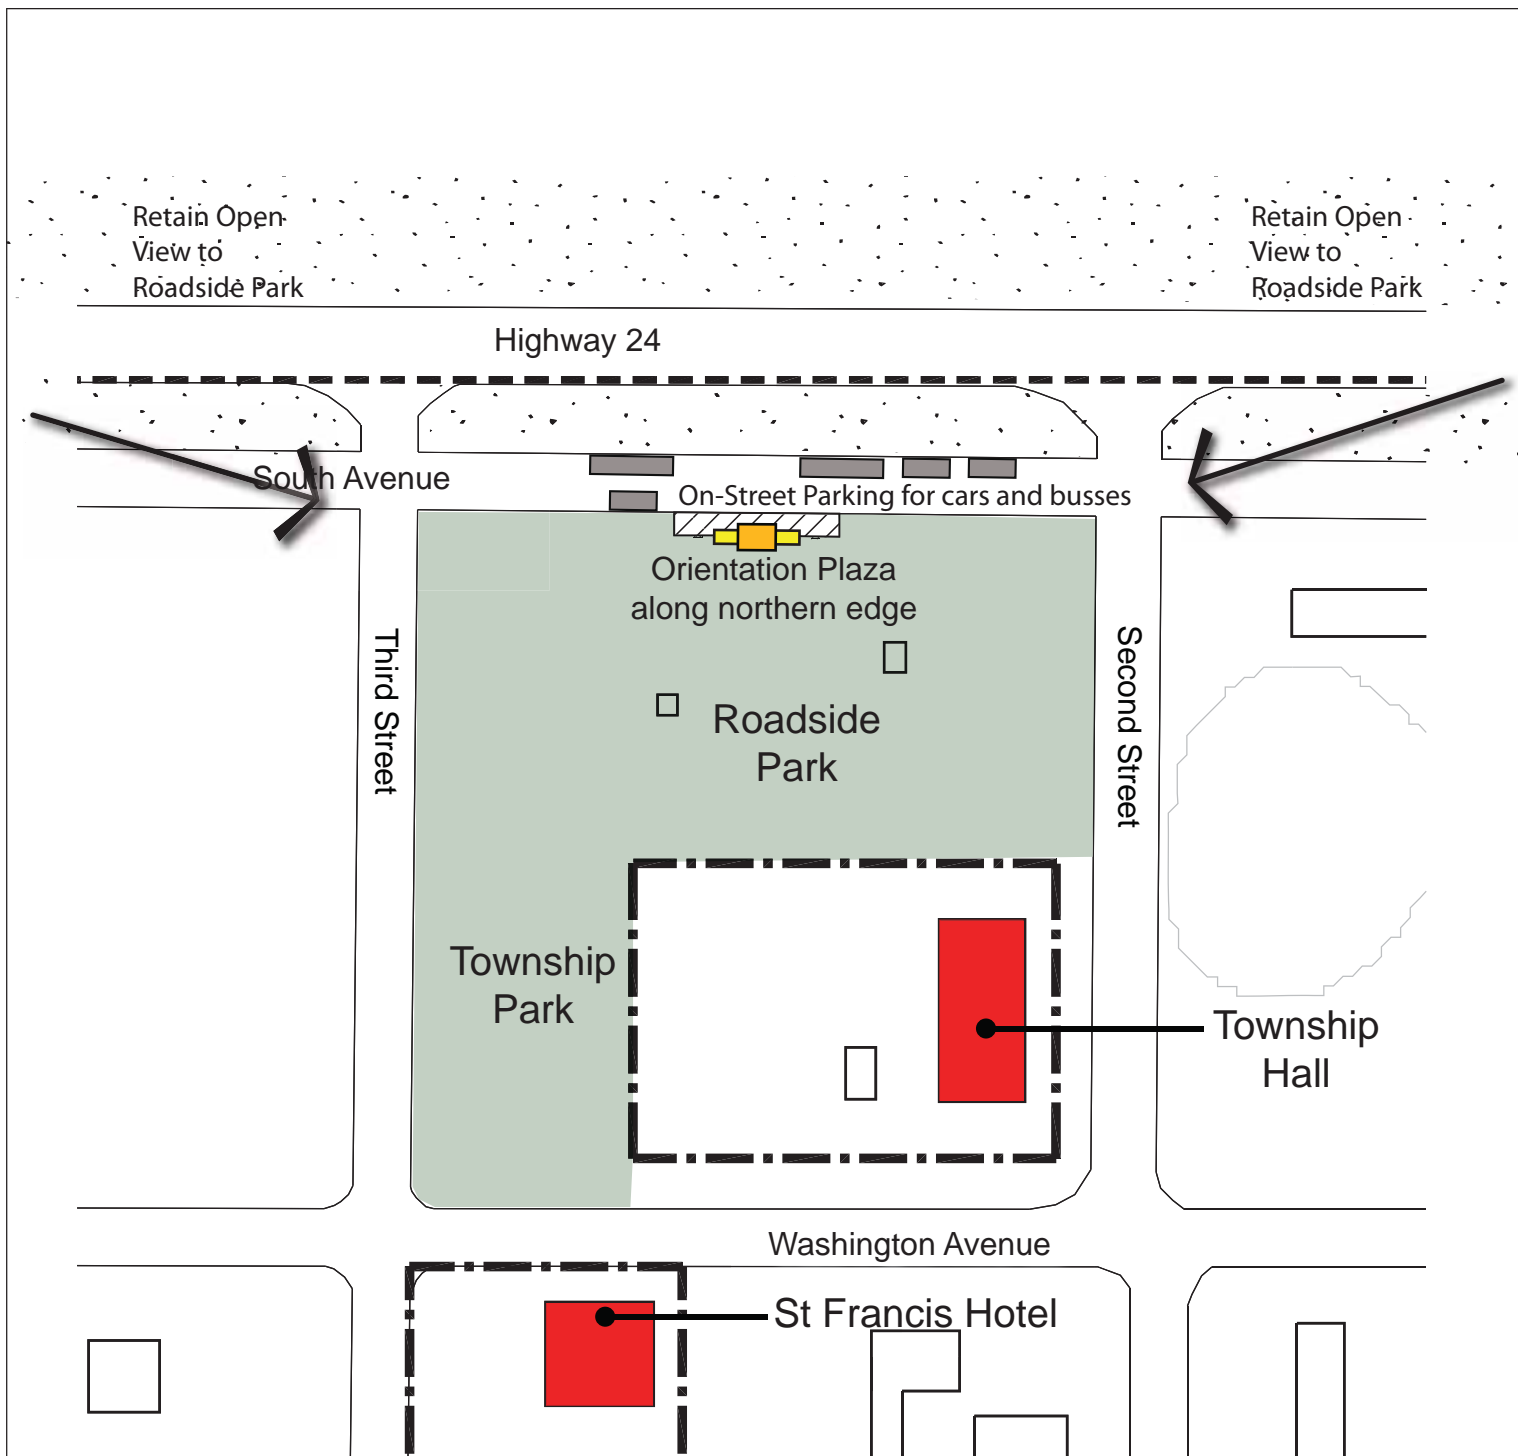 Retain Open
View to
Roadside Park
Retain Open
View to
Roadside Park
Highway 24
South Avenue
On-Street Parking for cars and busses
Orientation Plaza
along northern edge
Third Street
Second Street
Roadside
Park
Township
Park
Township
Hall
Washington Avenue
St Francis Hotel